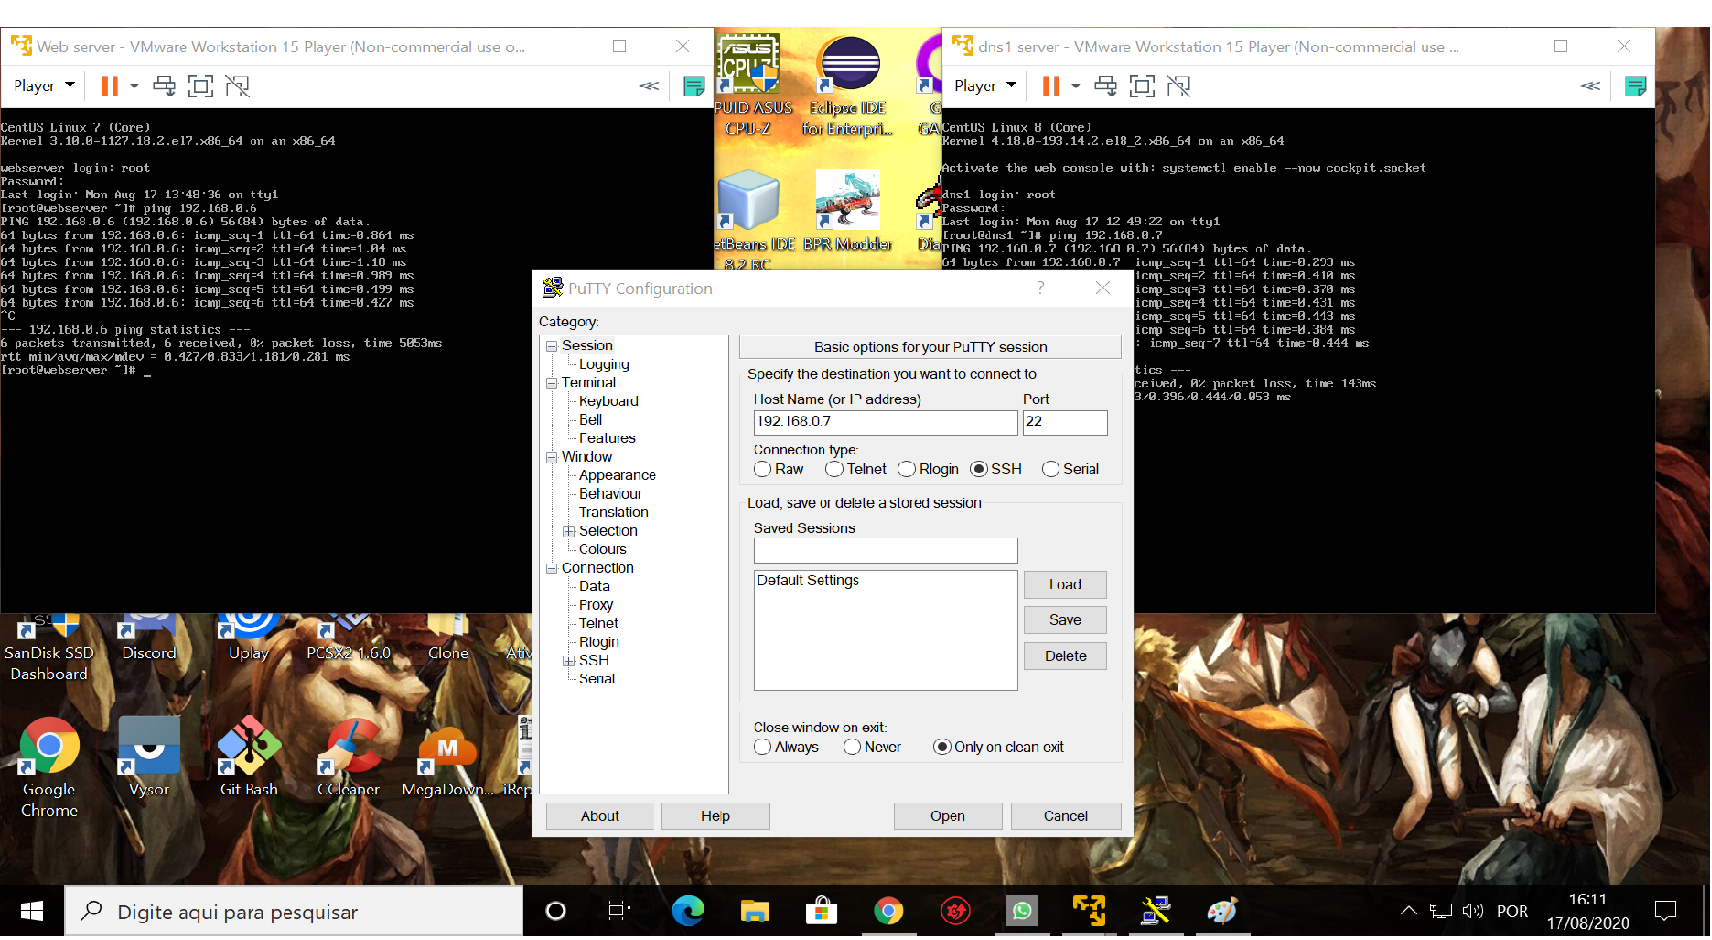 Web server - VMware Workstation 15 Player (Non-commercial use o...
Player
CentOS Linux 7 (Core)
Kernel 3.10.0-1127.18.2.el7.x86_64 on an x86_64
webserver login: root
Password:
Last login: Mon Aug 17 13:48:36 on tty1
[root@webserver ~]# ping 192.168.0.6
PING 192.168.0.6 (192.168.0.6) 56(84) bytes of data.
64 bytes from 192.168.0.6: icmp_seq=1 ttl=64 time=0.864 ms
64 bytes from 192.168.0.6: icmp_seq=2 ttl=64 time=1.04 ms
64 bytes from 192.168.0.6: icmp_seq=3 ttl=64 time=1.18 ms
64 bytes from 192.168.0.6: icmp_seq=4 ttl=64 time=0.989 ms
64 bytes from 192.168.0.6: icmp_seq=5 ttl=64 time=0.499 ms
64 bytes from 192.168.0.6: icmp_seq=6 ttl=64 time=0.427 ms
^C
--- 192.168.0.6 ping statistics ---
6 packets transmitted, 6 received, 0% packet loss, time 5053ms
rtt min/avg/max/mdev = 0.427/0.833/1.181/0.281 ms
[root@webserver ~]# _
ASUS
CPU-Z
PUID ASUS
CPU-Z
Eclipse IDE
for Enterpri...
G
GA
etBeans IDE
8.2 RC
BPR Modder
Dia
dns1 server - VMware Workstation 15 Player (Non-commercial use ...
Player
CentOS Linux 8 (Core)
Kernel 4.18.0-193.14.2.el8_2.x86_64 on an x86_64
Activate the web console with: systemctl enable --now cockpit.socket
dns1 login: root
Password:
Last login: Mon Aug 17 12:49:22 on tty1
[root@dns1 ~]# ping 192.168.0.7
PING 192.168.0.7 (192.168.0.7) 56(84) bytes of data.
64 bytes from 192.168.0.7: icmp_seq=1 ttl=64 time=0.293 ms
icmp_seq=2 ttl=64 time=0.410 ms
icmp_seq=3 ttl=64 time=0.370 ms
icmp_seq=4 ttl=64 time=0.431 ms
icmp_seq=5 ttl=64 time=0.443 ms
icmp_seq=6 ttl=64 time=0.384 ms
: icmp_seq=7 ttl=64 time=0.444 ms
tics ---
ceived, 0% packet loss, time 143ms
3/0.396/0.444/0.053 ms
PuTTY Configuration
?
Category:
Session
Logging
Terminal
Keyboard
Bell
Features
Window
Appearance
Behaviour
Translation
Selection
Colours
Connection
Data
Proxy
Telnet
Rlogin
SSH
Serial
Basic options for your PuTTY session
Specify the destination you want to connect to
Host Name (or IP address)
Port
192.168.0.7
22
Connection type:
Raw
Telnet
Rlogin
SSH
Serial
Load, save or delete a stored session
Saved Sessions
Default Settings
Load
Save
Delete
Close window on exit:
Always
Never
Only on clean exit
About
Help
Open
Cancel
SanDisk SSD
Dashboard
Discord
Uplay
PCSX2 1.6.0
Clone
Ativ
Google
Chrome
Vysor
Git Bash
CCleaner
M
MegaDown...
iRep
Digite aqui para pesquisar
POR
16:11
17/08/2020